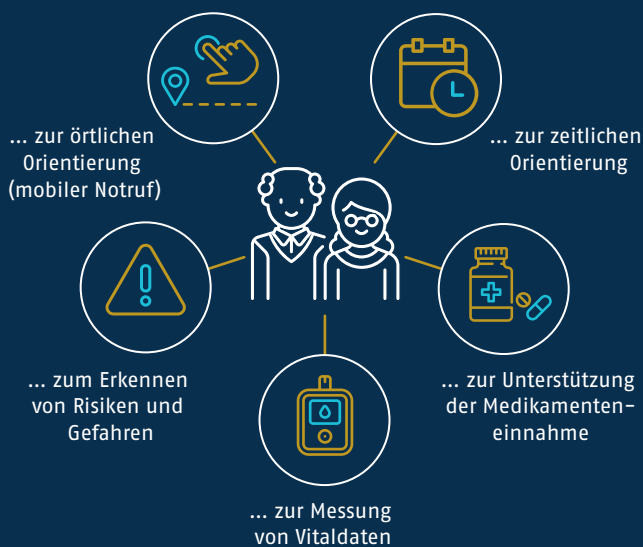 ... zur örtlichen
Orientierung
(mobiler Notruf)
... zur zeitlichen
Orientierung
... zum Erkennen
von Risiken und
Gefahren
... zur Unterstützung
der Medikamenten-
einnahme
... zur Messung
von Vitaldaten